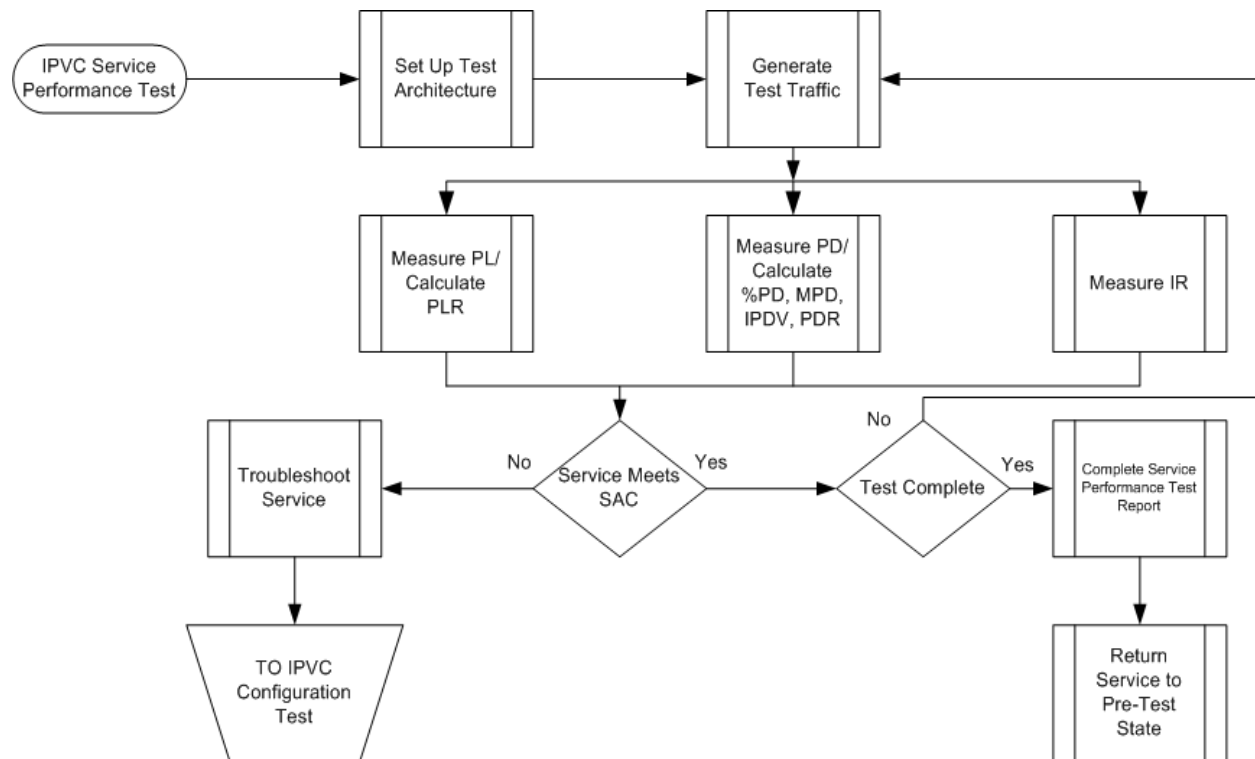 IPVC Service
Performance Test
Set Up Test
Architecture
Generate
Test Traffic
Measure PL/
Calculate
PLR
Measure PD/
Calculate
%PD, MPD,
IPDV, PDR
Measure IR
No
Troubleshoot
Service
No
Service Meets
SAC
Yes
Test Complete
Yes
Complete Service
Performance Test
Report
TO IPVC
Configuration
Test
Return
Service to
Pre-Test
State